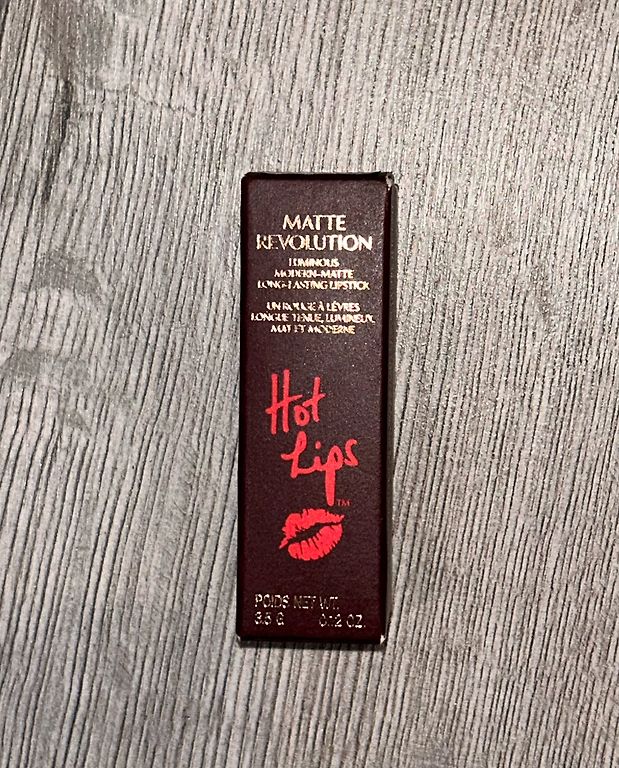 MATTE
REVOLUTION
LUMINOUS
MODERN-MATTE
LONG-LASTING LIPSTICK
UN ROUGE À LÈVRES
LONGUE TENUE, LUMINEUX,
MAT ET MODERNE
Hot
Lips
TM
POIDS NET WT.
3.5 G 0.12 OZ.